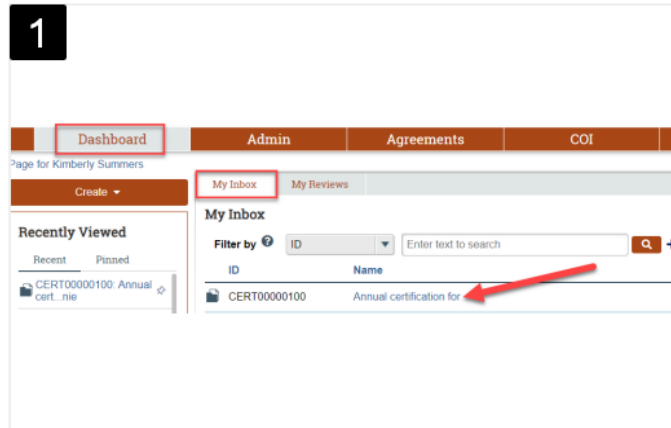 1
Dashboard Admin Agreements COI
Page for Kimberly Summers
Create
My Inbox My Reviews
Recently Viewed
Recent Pinned
CERT00000100: Annual
cert...nie
My Inbox
Filter by ? ID Enter text to search
ID Name
CERT00000100 Annual certification for